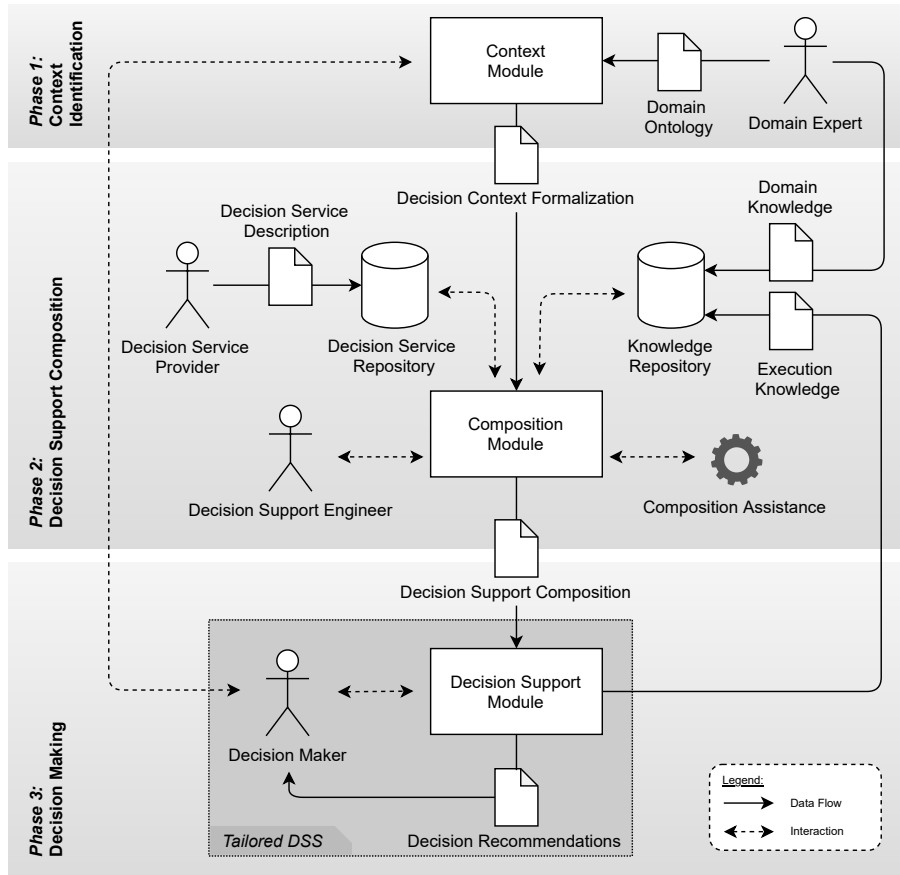 Phase 1:
Context
Identification
Context
Module
Domain
Ontology
Domain Expert
Phase 2:
Decision Support Composition
Decision Context Formalization
Domain
Knowledge
Decision Service
Description
Decision Service
Provider
Decision Service
Repository
Knowledge
Repository
Execution
Knowledge
Composition
Module
Decision Support Engineer
Composition Assistance
Decision Support Composition
Phase 3:
Decision Making
Decision Support
Module
Decision Maker
Tailored DSS
Decision Recommendations
Legend:
Data Flow
Interaction